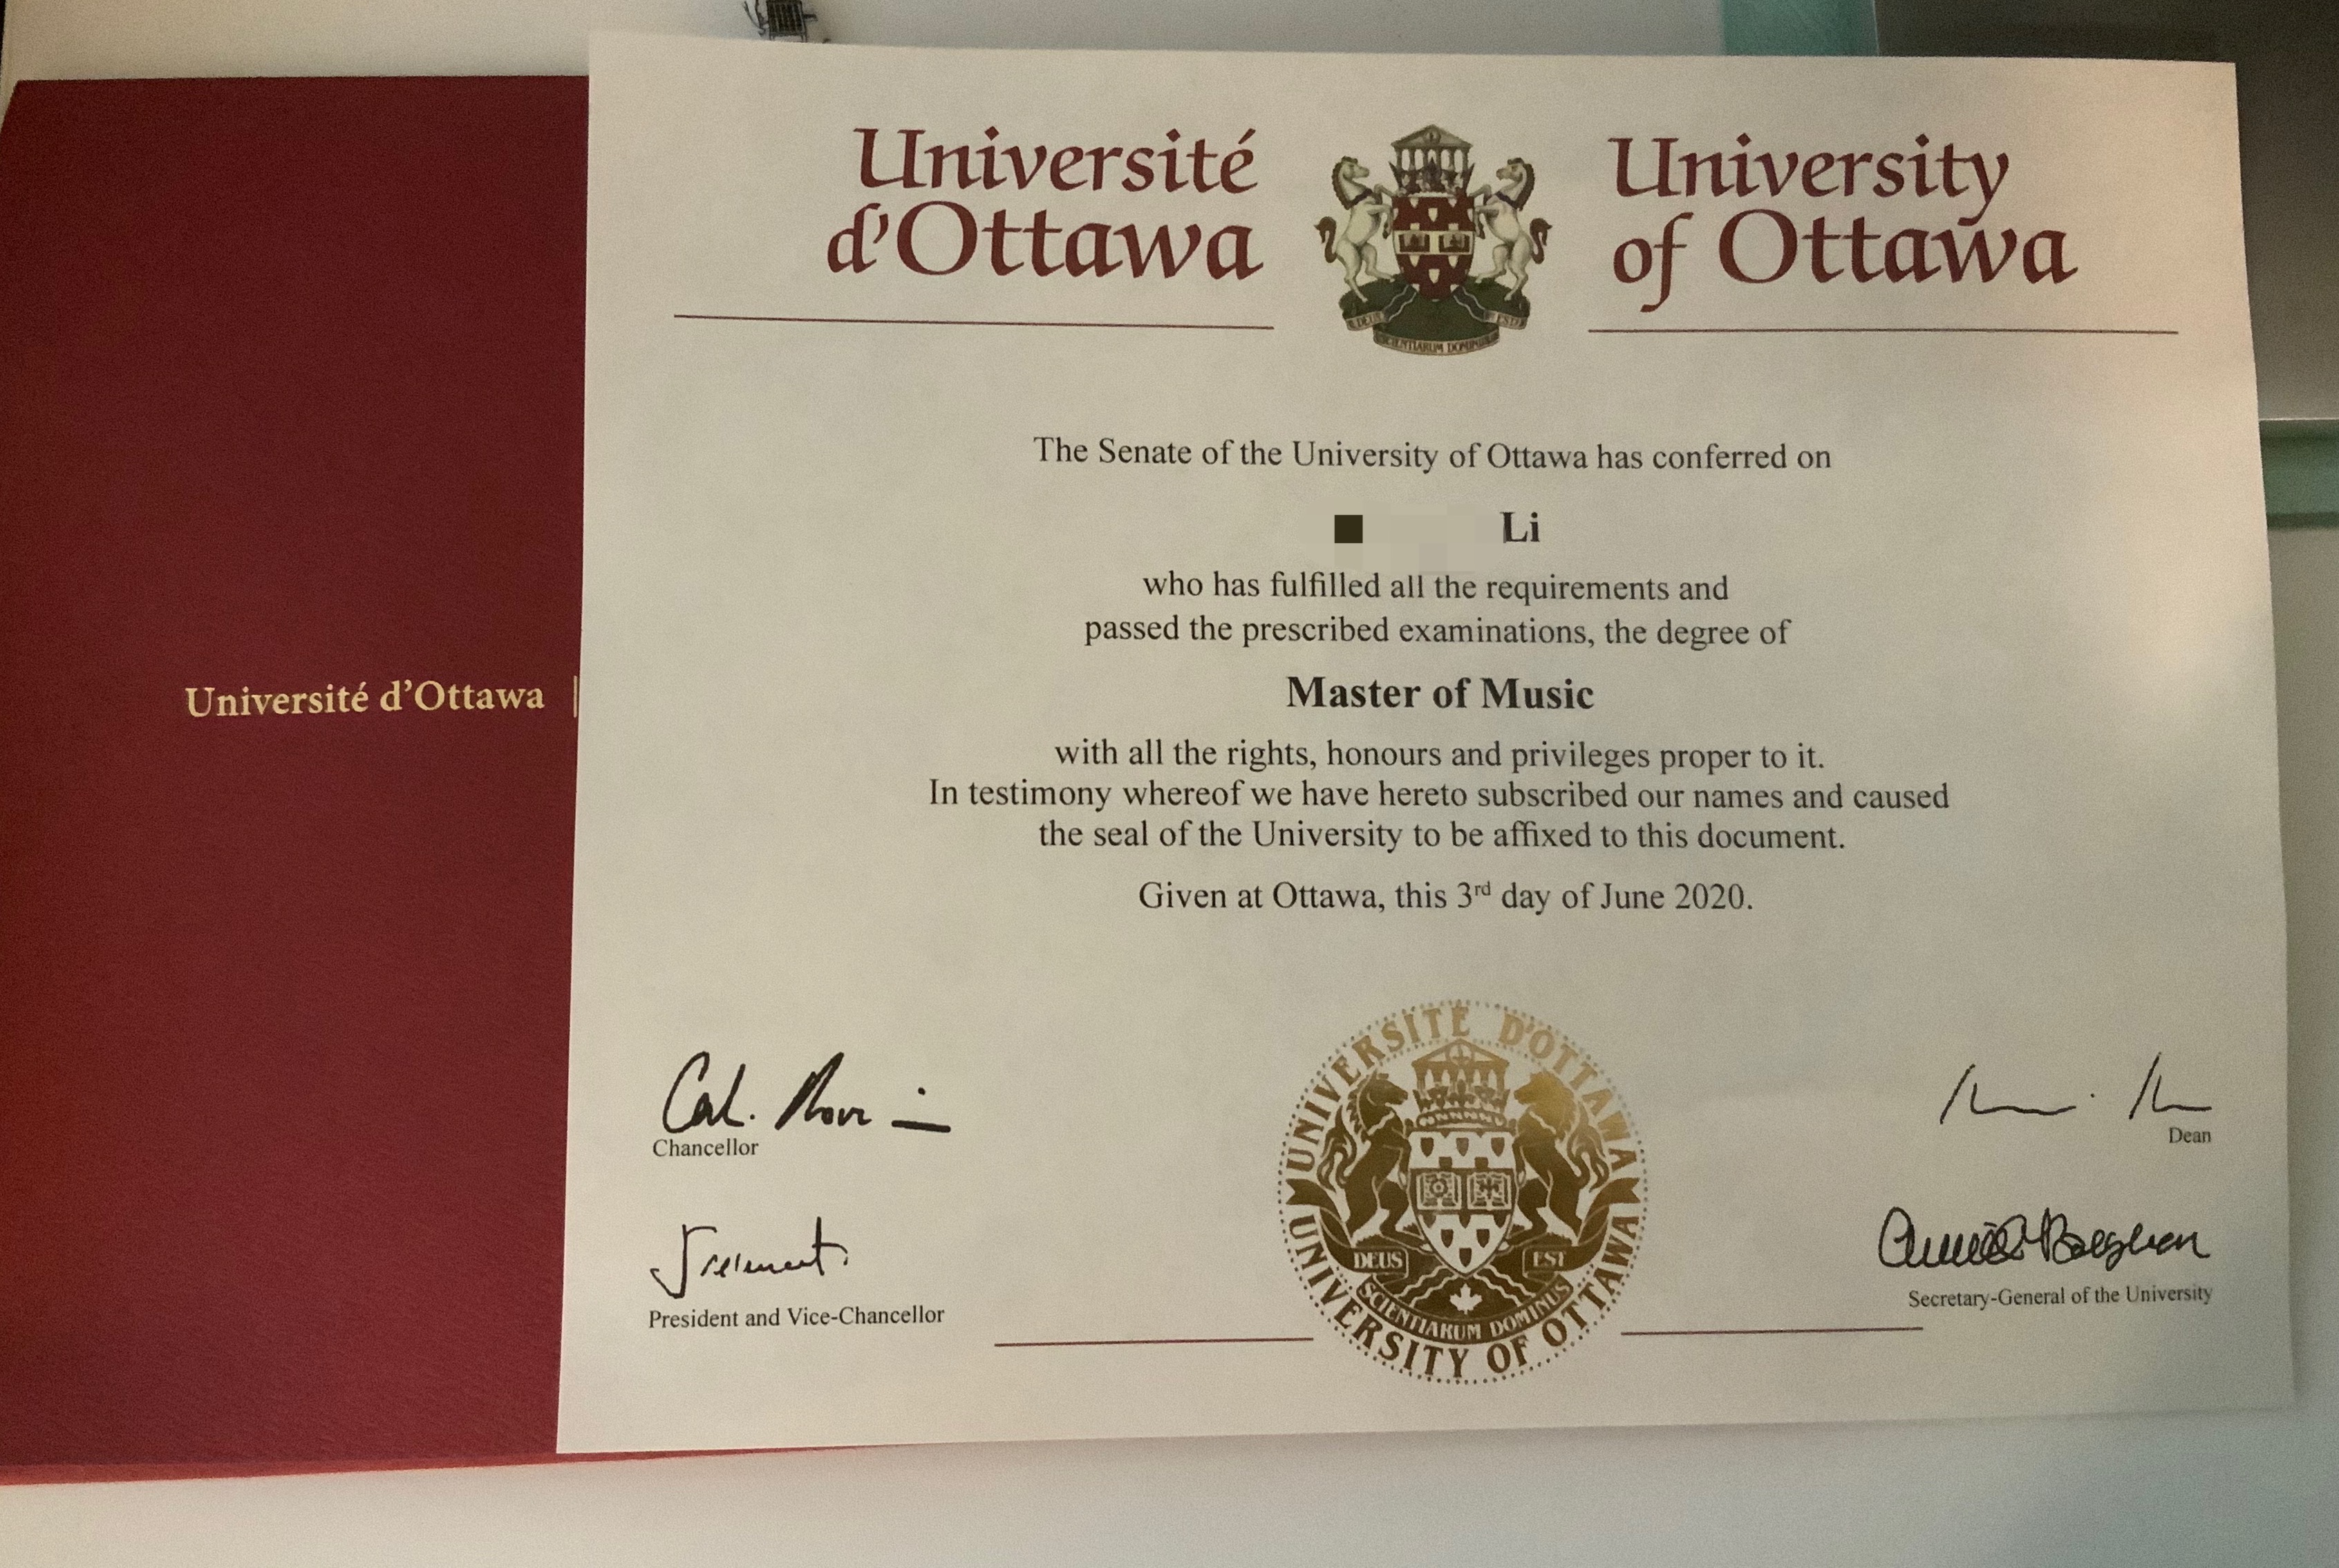 Université d'Ottawa
Université
d'Ottawa
University
of Ottawa
DEUS EST
SCIENTIARUM DOMINUS
The Senate of the University of Ottawa has conferred on
Li
who has fulfilled all the requirements and
passed the prescribed examinations, the degree of
Master of Music
with all the rights, honours and privileges proper to it.
In testimony whereof we have hereto subscribed our names and caused
the seal of the University to be affixed to this document.
Given at Ottawa, this 3rd day of June 2020.
Chancellor
Dean
President and Vice-Chancellor
Secretary-General of the University
UNIVERSITÉ D'OTTAWA
DEUS EST
SCIENTIARUM DOMINUS
UNIVERSITY OF OTTAWA